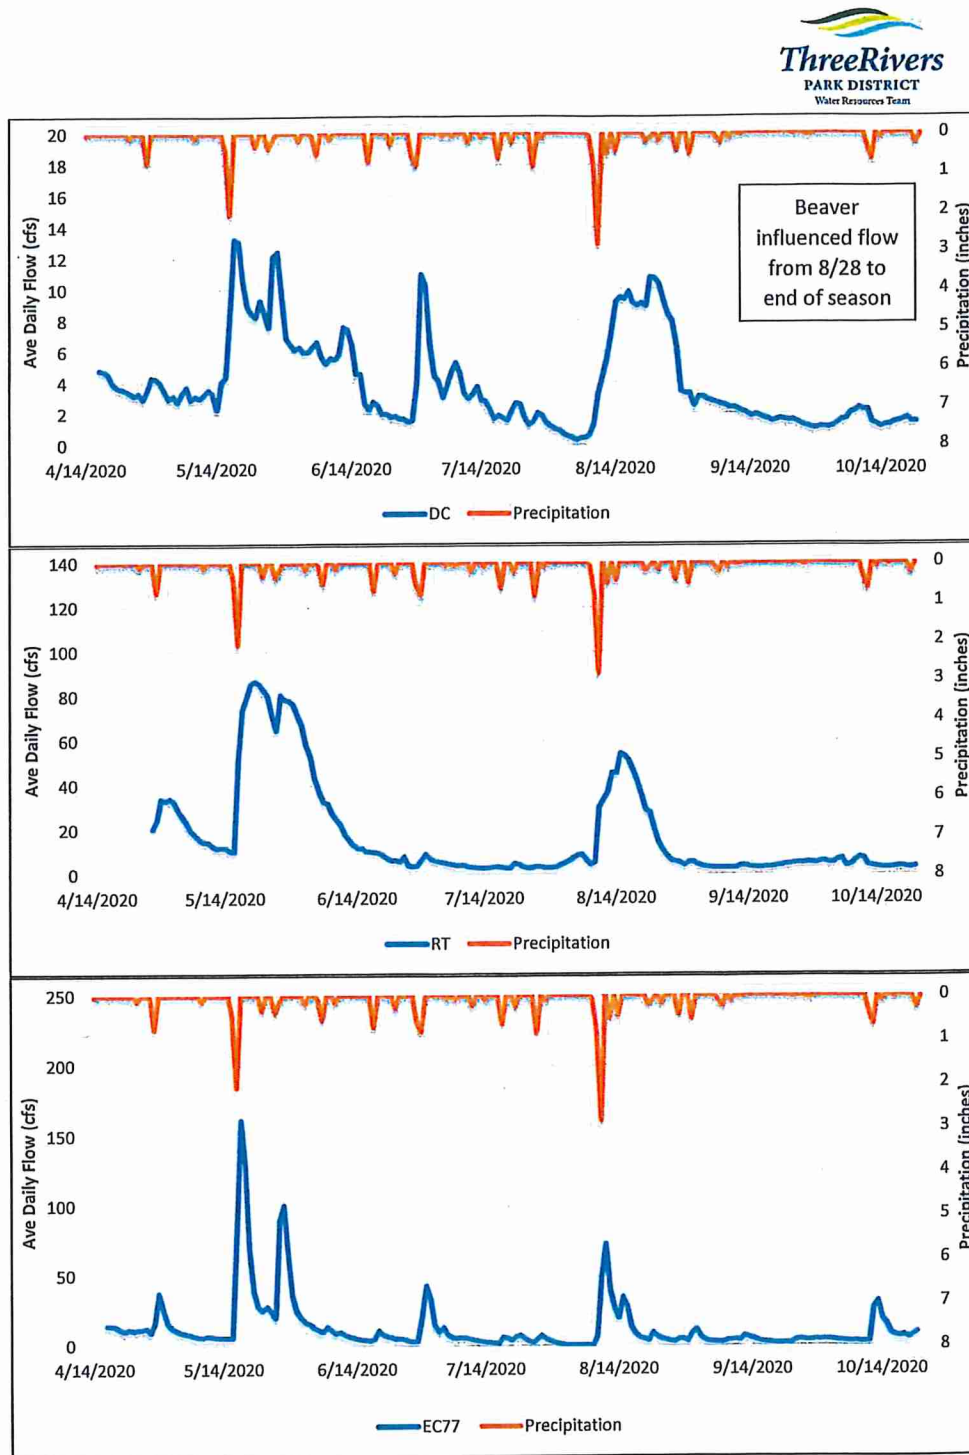 ThreeRivers
PARK DISTRICT
Water Resources Team
20
18
16
14
12
10
8
6
4
2
0
Ave Daily Flow (cfs)
0
1
2
3
4
5
6
7
8
Precipitation (inches)
Beaver
influenced flow
from 8/28 to
end of season
4/14/2020 5/14/2020 6/14/2020 7/14/2020 8/14/2020 9/14/2020 10/14/2020
DC Precipitation
140
120
100
80
60
40
20
0
Ave Daily Flow (cfs)
0
1
2
3
4
5
6
7
8
Precipitation (inches)
4/14/2020 5/14/2020 6/14/2020 7/14/2020 8/14/2020 9/14/2020 10/14/2020
RT Precipitation
250
200
150
100
50
0
Ave Daily Flow (cfs)
0
1
2
3
4
5
6
7
8
Precipitation (inches)
4/14/2020 5/14/2020 6/14/2020 7/14/2020 8/14/2020 9/14/2020 10/14/2020
EC77 Precipitation